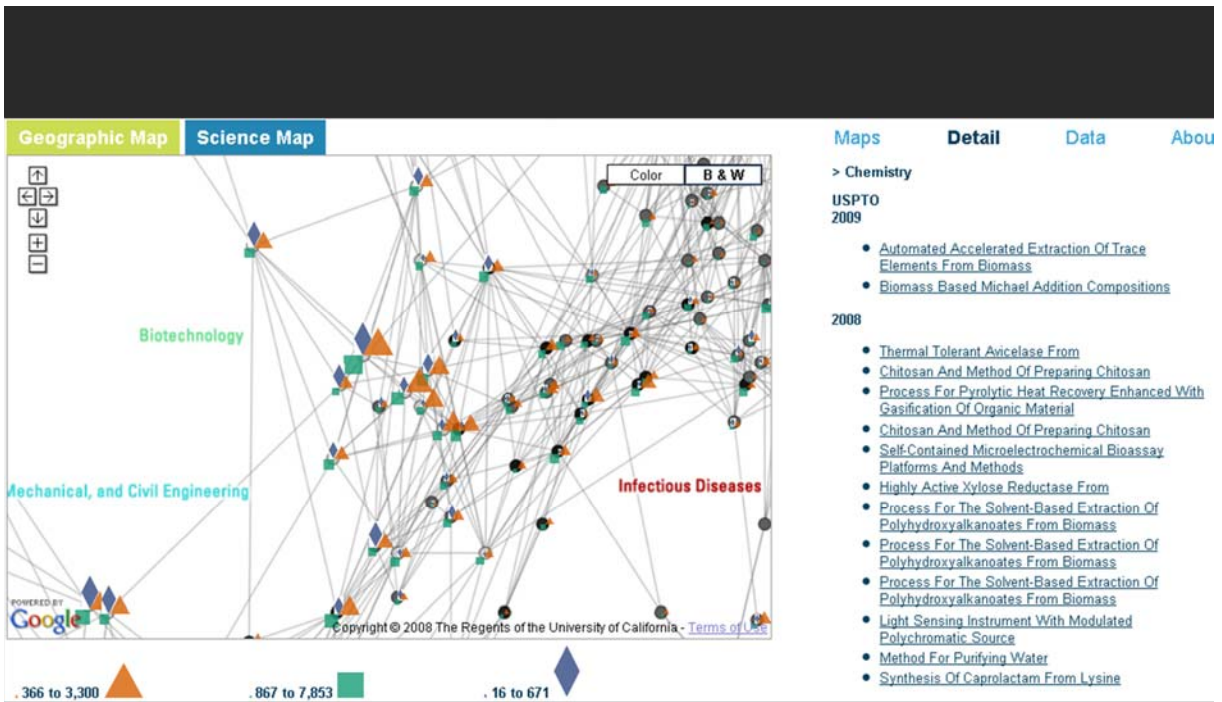 Geographic Map
Science Map
Maps
Detail
Data
Abou
Color
B & W
> Chemistry
USPTO
2009
Automated Accelerated Extraction Of Trace
Elements From Biomass
Biomass Based Michael Addition Compositions
2008
Thermal Tolerant Avicelase From
Chitosan And Method Of Preparing Chitosan
Process For Pyrolytic Heat Recovery Enhanced With
Gasification Of Organic Material
Chitosan And Method Of Preparing Chitosan
Self-Contained Microelectrochemical Bioassay
Platforms And Methods
Highly Active Xylose Reductase From
Process For The Solvent-Based Extraction Of
Polyhydroxyalkanoates From Biomass
Process For The Solvent-Based Extraction Of
Polyhydroxyalkanoates From Biomass
Process For The Solvent-Based Extraction Of
Polyhydroxyalkanoates From Biomass
Light Sensing Instrument With Modulated
Polychromatic Source
Method For Purifying Water
Synthesis Of Caprolactam From Lysine
Biotechnology
Mechanical, and Civil Engineering
Infectious Diseases
POWERED BY
Google
Copyright © 2008 The Regents of the University of California - Terms of Use
. 366 to 3,300
. 867 to 7,853
. 16 to 671